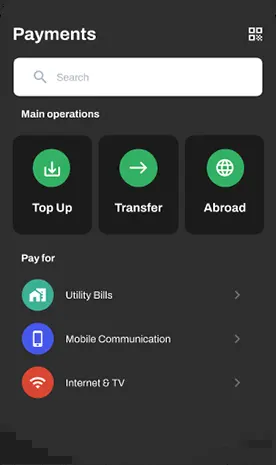 Payments
Search
Main operations
Top Up
Transfer
Abroad
Pay for
Utility Bills
Mobile Communication
Internet & TV